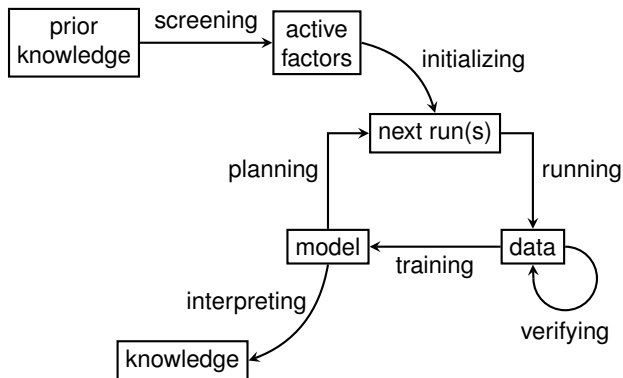 prior
knowledge
screening
active
factors
initializing
next run(s)
planning
running
model
training
data
interpreting
verifying
knowledge